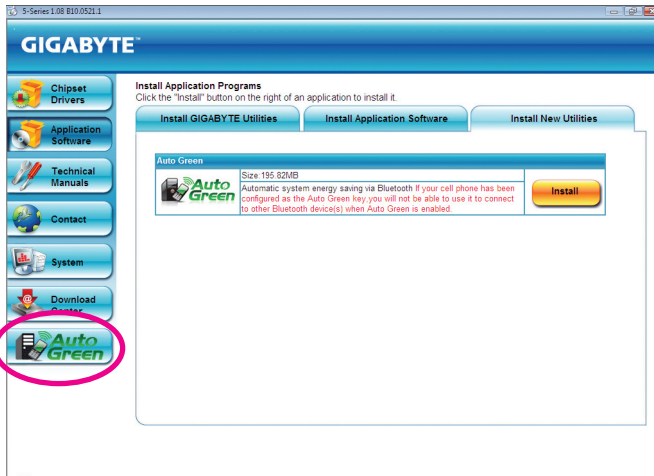 5-Series 1.08 B10.0521.1
GIGABYTE™
Chipset
Drivers
Application
Software
Technical
Manuals
Contact
System
Download
Center
Auto
Green
Install Application Programs
Click the "Install" button on the right of an application to install it.
Install GIGABYTE Utilities
Install Application Software
Install New Utilities
Auto Green
Auto
Green
Size:195.82MB
Automatic system energy saving via Bluetooth If your cell phone has been
configured as the Auto Green key,you will not be able to use it to connect
to other Bluetooth device(s) when Auto Green is enabled.
Install